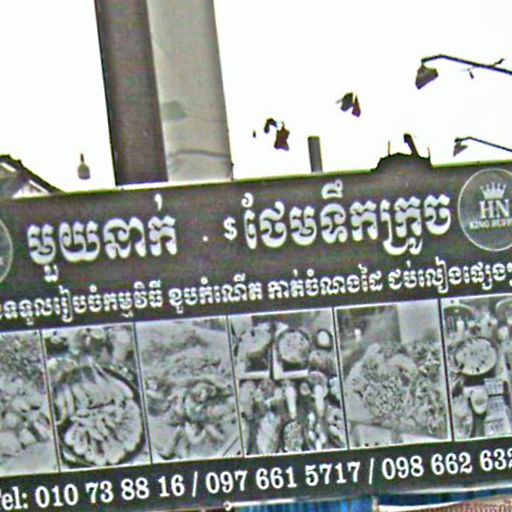 មួយនាក់ . $ ថែមទឹកក្រូច
HN
KING BUFF
ទទួលរៀបចំកម្មវិធី ខួបកំណើត កាត់ចំណងដៃ ជប់លៀងផ្សេងៗ
Tel: 010 73 88 16 / 097 661 5717 / 098 662 632